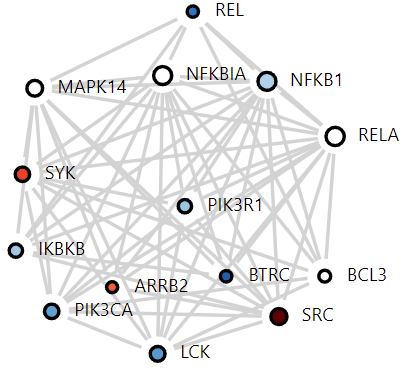 REL
MAPK14
NFKBIA
NFKB1
RELA
SYK
PIK3R1
IKBKB
ARRB2
BTRC
BCL3
PIK3CA
SRC
LCK